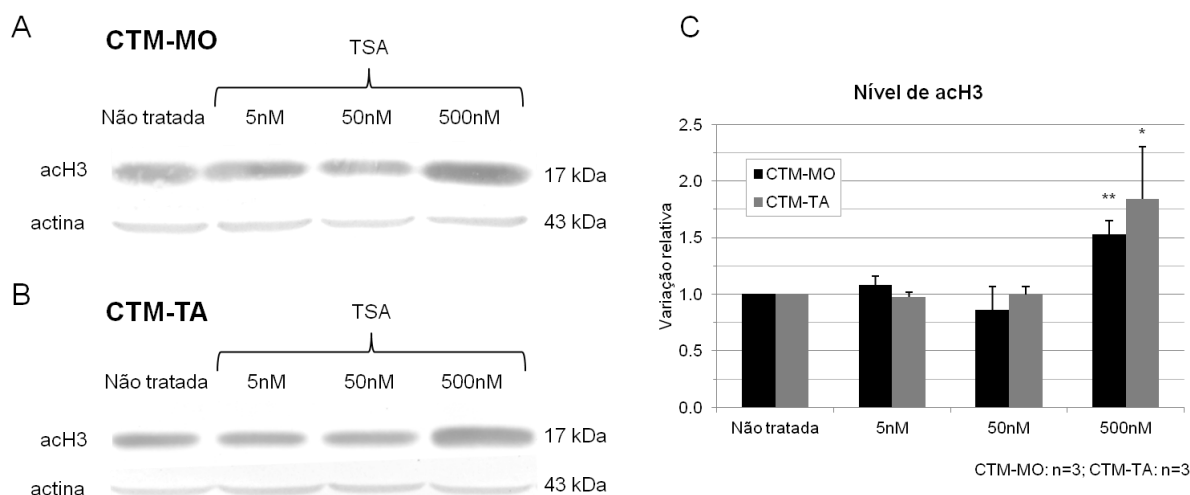 A
CTM-MO
TSA
Não tratada 5nM 50nM 500nM
acH3 17 kDa
actina 43 kDa
B
CTM-TA
TSA
Não tratada 5nM 50nM 500nM
acH3 17 kDa
actina 43 kDa
C
Nível de acH3
Variação relativa
2.5
2.0
1.5
1.0
0.5
0.0
CTM-MO
CTM-TA
**
*
Não tratada 5nM 50nM 500nM
CTM-MO: n=3; CTM-TA: n=3